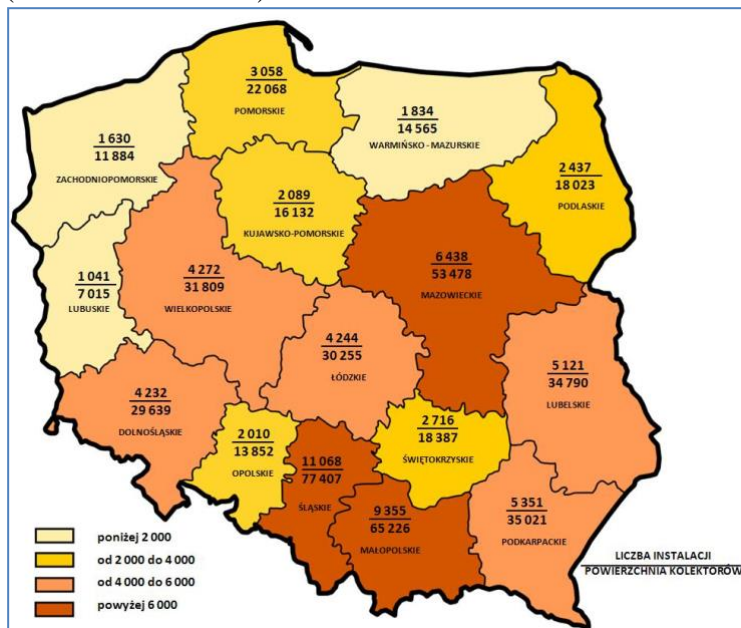 3 058
22 068
POMORSKIE
1 834
14 565
WARMIŃSKO - MAZURSKIE
1 630
11 884
ZACHODNIOPOMORSKIE
2 437
18 023
PODLASKIE
2 089
16 132
KUJAWSKO-POMORSKIE
6 438
53 478
MAZOWIECKIE
1 041
7 015
LUBUSKIE
4 272
31 809
WIELKOPOLSKIE
4 244
30 255
ŁÓDZKIE
5 121
34 790
LUBELSKIE
4 232
29 639
DOLNOŚLĄSKIE
2 010
13 852
OPOLSKIE
11 068
77 407
ŚLĄSKIE
2 716
18 387
ŚWIĘTOKRZYSKIE
9 355
65 226
MAŁOPOLSKIE
5 351
35 021
PODKARPACKIE
poniżej 2 000
od 2 000 do 4 000
od 4 000 do 6 000
powyżej 6 000
LICZBA INSTALACJI
POWIERZCHNIA KOLEKTORÓW